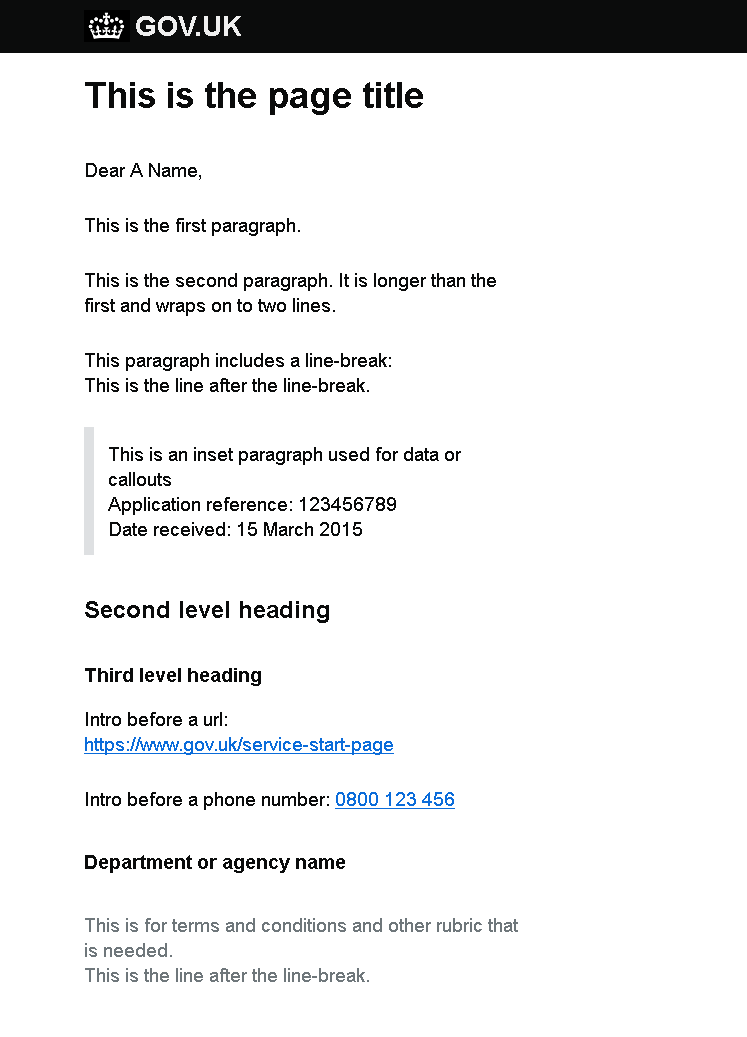 GOV.UK
This is the page title
Dear A Name,
This is the first paragraph.
This is the second paragraph. It is longer than the
first and wraps on to two lines.
This paragraph includes a line-break:
This is the line after the line-break.
This is an inset paragraph used for data or
callouts
Application reference: 123456789
Date received: 15 March 2015
Second level heading
Third level heading
Intro before a url:
https://www.gov.uk/service-start-page
Intro before a phone number: 0800 123 456
Department or agency name
This is for terms and conditions and other rubric that
is needed.
This is the line after the line-break.